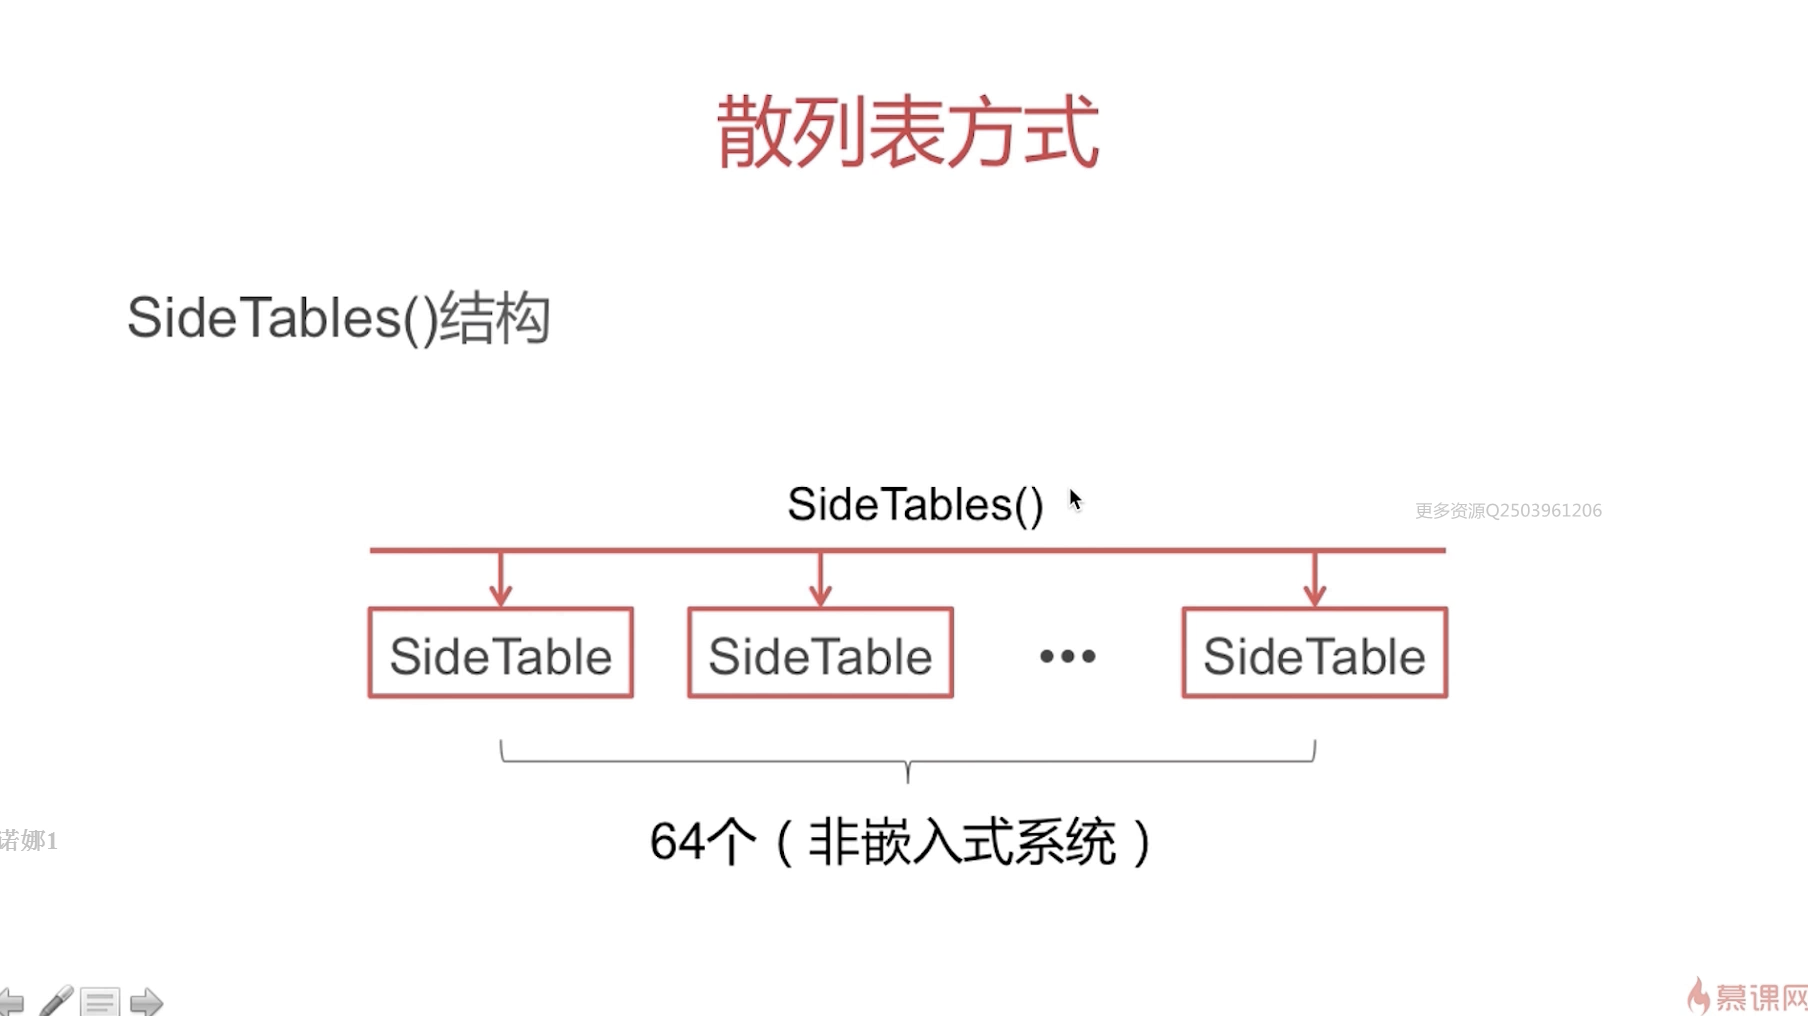 散列表方式
SideTables()结构
SideTables()
更多资源Q2503961206
SideTable
SideTable
SideTable
64个（非嵌入式系统）
诺娜1
慕课网